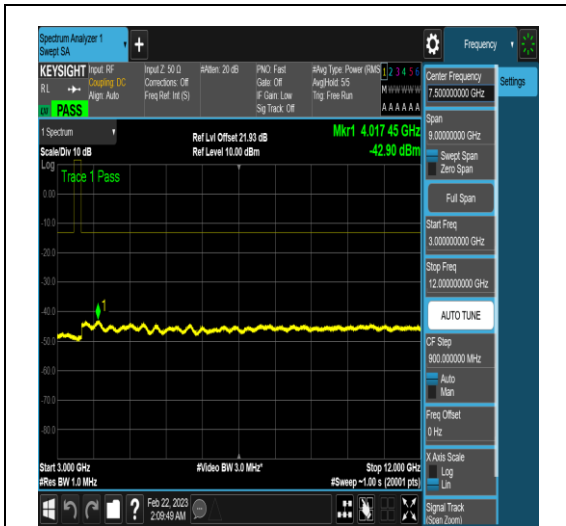 Spectrum Analyzer 1
Swept SA
Frequency
KEYSIGHT
RL
Input: RF
Coupling: DC
Align: Auto
Input Z: 50 Ω
Corrections: Off
Freq Ref: Int (S)
#Atten: 20 dB
PNO: Fast
Gate: Off
IF Gain: Low
Sig Track: Off
#Avg Type: Power (RMS
Avg|Hold: 5/5
Trig: Free Run
1 2 3 4 5 6
M W W W W W
A A A A A A
PASS
1 Spectrum
Scale/Div 10 dB
Ref Lvl Offset 21.93 dB
Ref Level 10.00 dBm
Mkr1 4.017 45 GHz
-42.90 dBm
Log
Trace 1 Pass
0.00
-10.0
-20.0
-30.0
-40.0
-50.0
-60.0
-70.0
-80.0
1
Start 3.000 GHz
#Res BW 1.0 MHz
#Video BW 3.0 MHz*
Stop 12.000 GHz
#Sweep ~1.00 s (20001 pts)
Feb 22, 2023
2:09:49 AM
Center Frequency
7.500000000 GHz
Settings
Span
9.00000000 GHz
Swept Span
Zero Span
Full Span
Start Freq
3.000000000 GHz
Stop Freq
12.000000000 GHz
AUTO TUNE
CF Step
900.000000 MHz
Auto
Man
Freq Offset
0 Hz
X Axis Scale
Log
Lin
Signal Track
(Span Zoom)